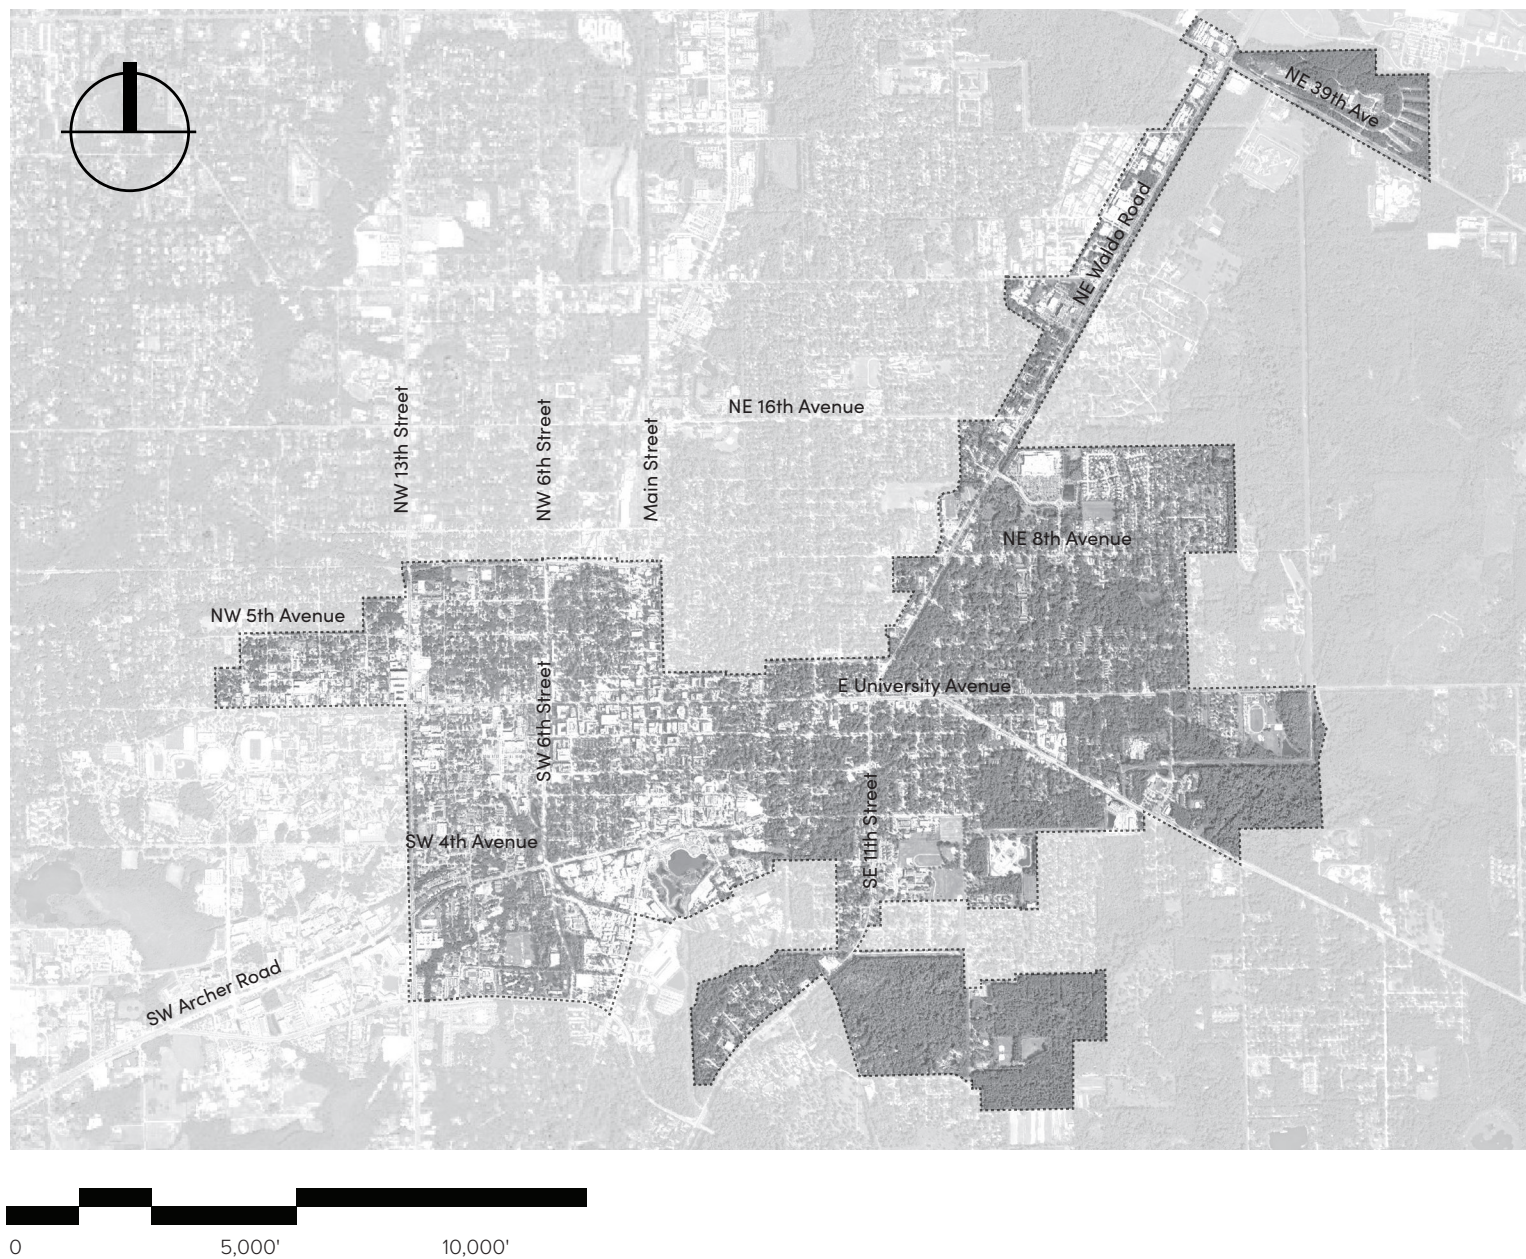 NE 39th Ave
NE Waldo Road
NW 13th Street
NW 6th Street
Main Street
NE 16th Avenue
NE 8th Avenue
NW 5th Avenue
E University Avenue
SW 6th Street
SW 4th Avenue
SE 11th Street
SW Archer Road
0
5,000'
10,000'